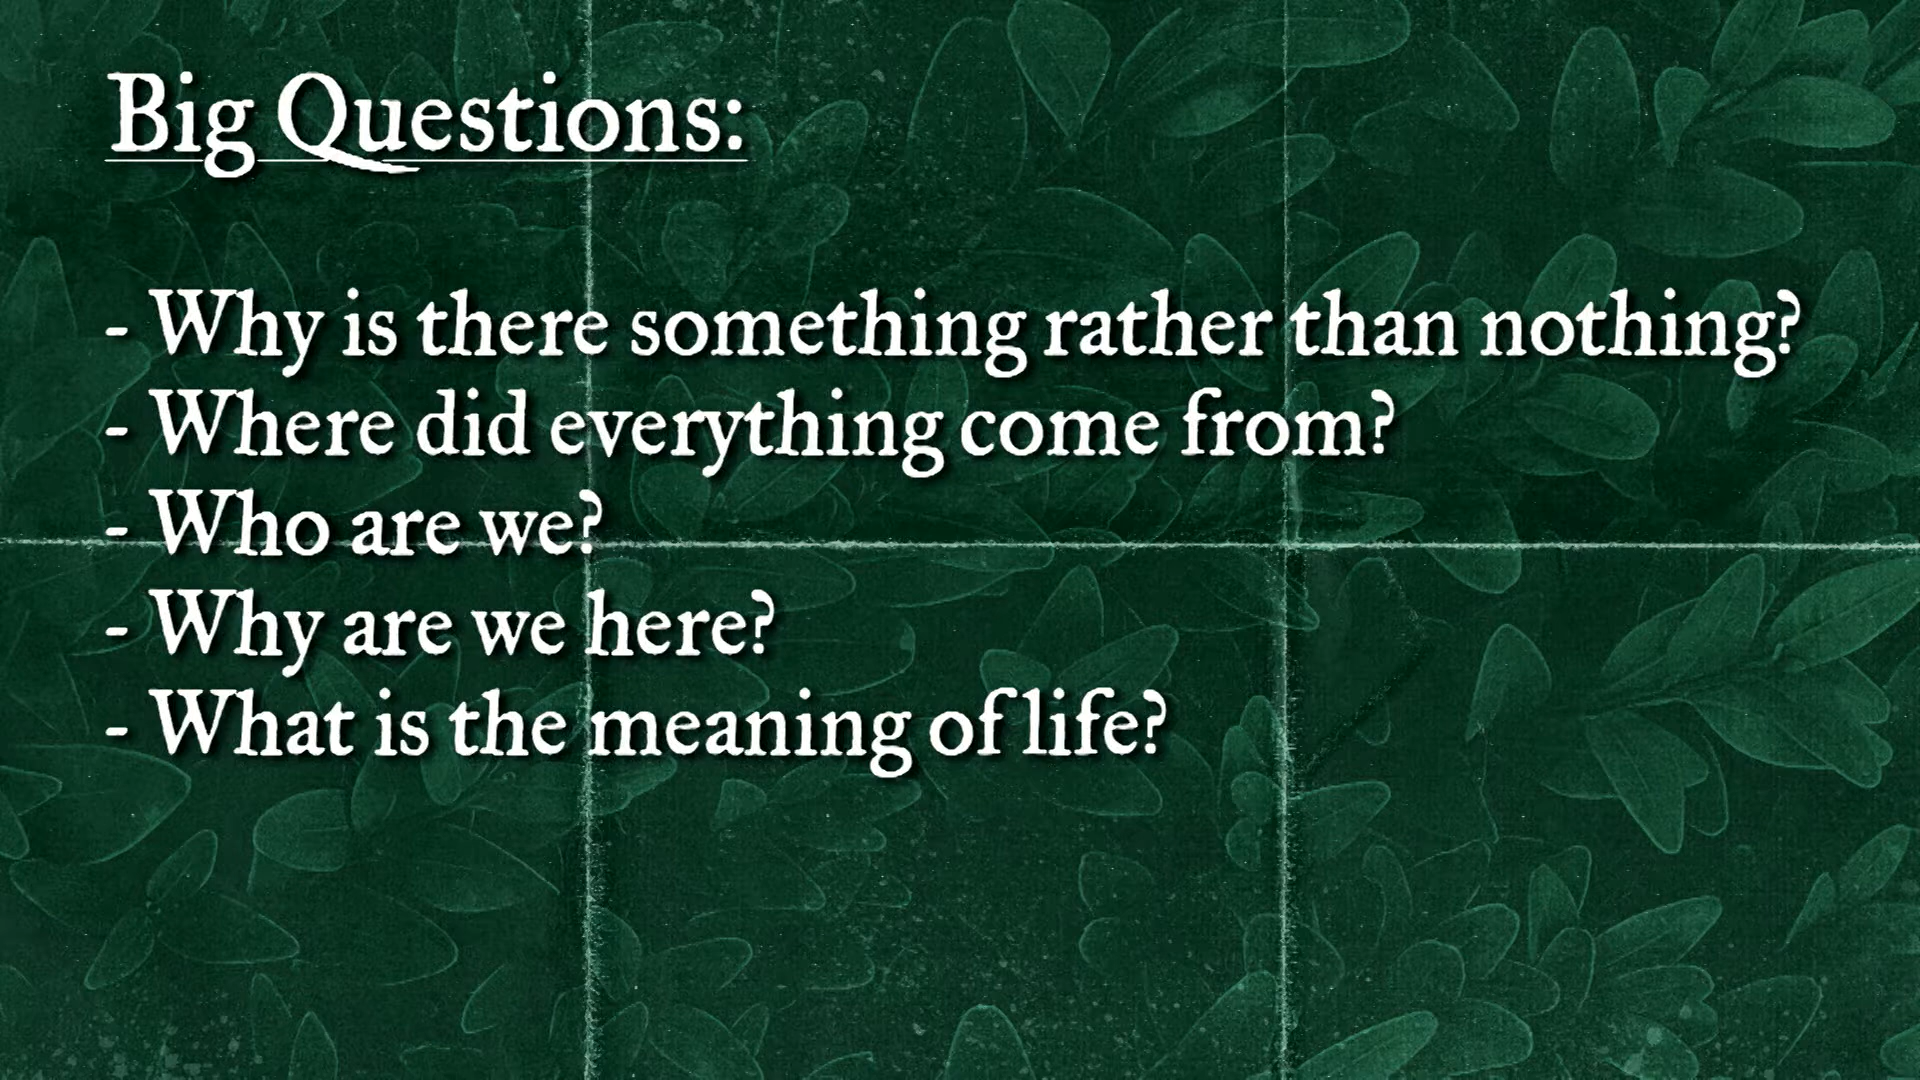 Big Questions:
- Why is there something rather than nothing?
- Where did everything come from?
- Who are we?
- Why are we here?
- What is the meaning of life?